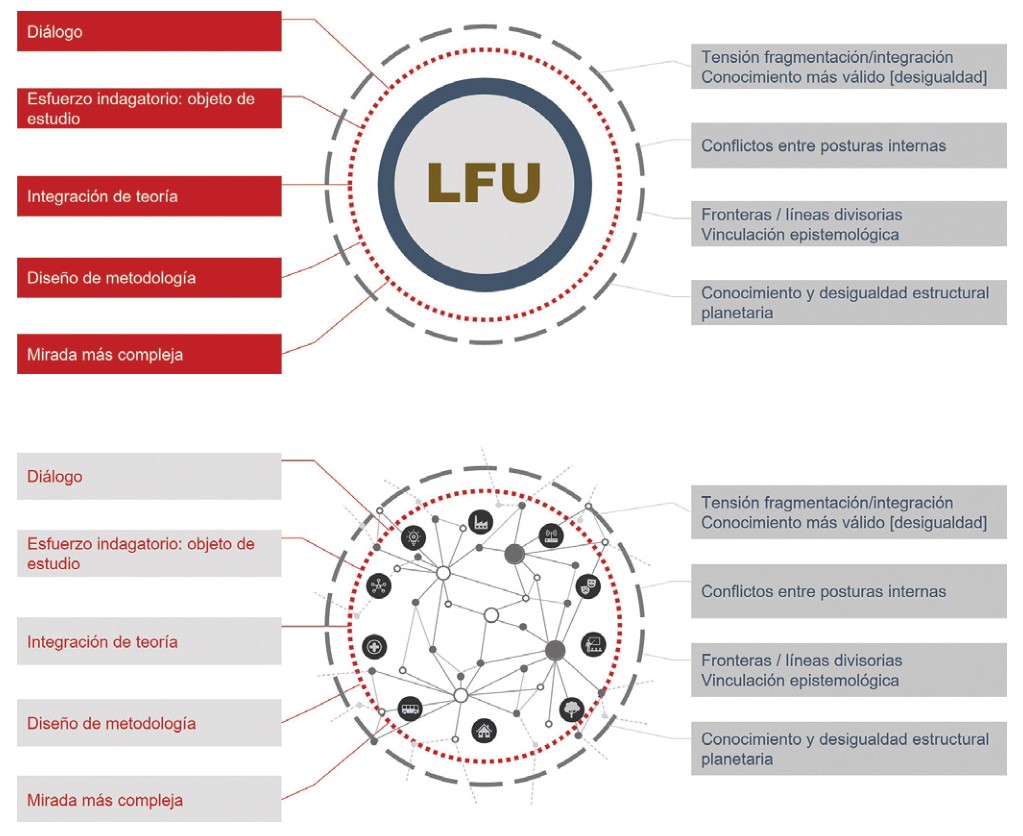 Diálogo
Esfuerzo indagatorio: objeto de
estudio
Integración de teoría
Diseño de metodología
Mirada más compleja
LFU
Tensión fragmentación/integración
Conocimiento más válido [desigualdad]
Conflictos entre posturas internas
Fronteras / líneas divisorias
Vinculación epistemológica
Conocimiento y desigualdad estructural
planetaria
Diálogo
Esfuerzo indagatorio: objeto de
estudio
Integración de teoría
Diseño de metodología
Mirada más compleja
Tensión fragmentación/integración
Conocimiento más válido [desigualdad]
Conflictos entre posturas internas
Fronteras / líneas divisorias
Vinculación epistemológica
Conocimiento y desigualdad estructural
planetaria